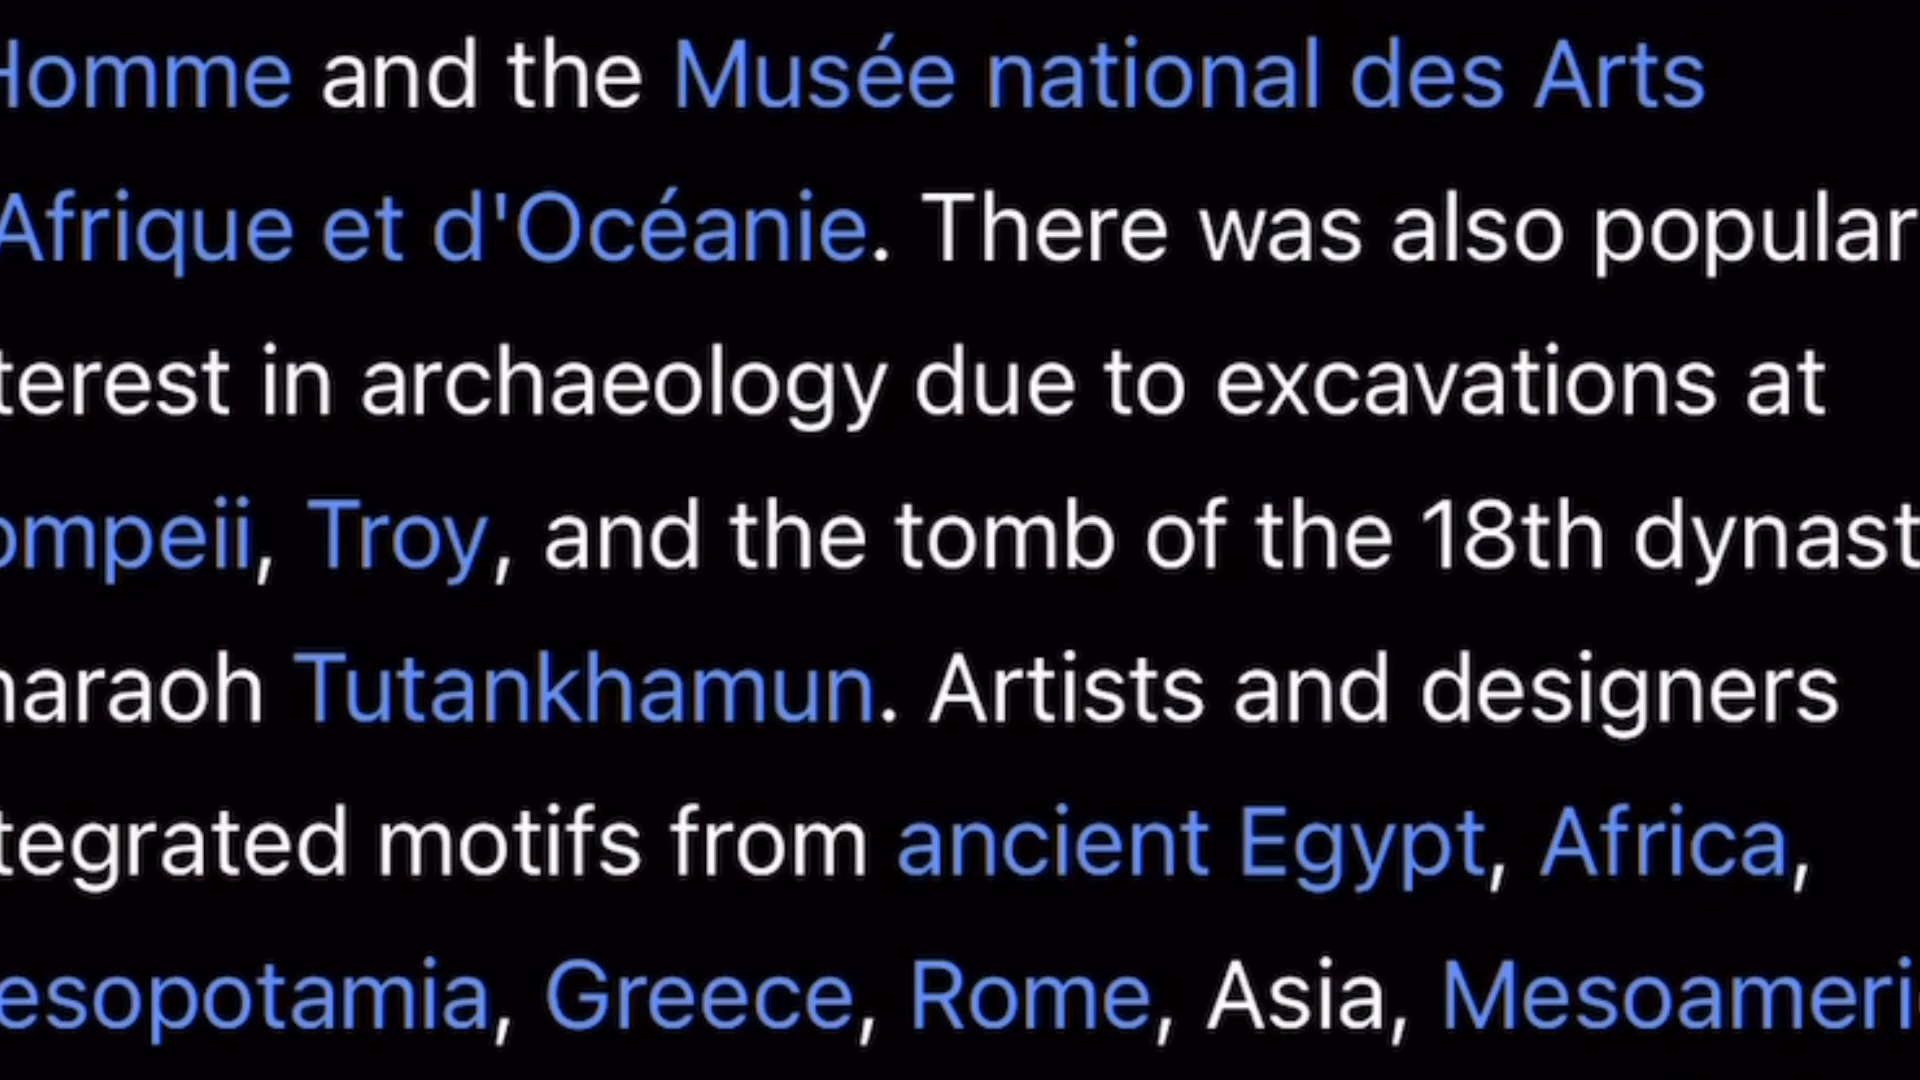 Homme and the Musée national des Arts
Afrique et d'Océanie. There was also popular
terest in archaeology due to excavations at
ompeii, Troy, and the tomb of the 18th dynast
haraoh Tutankhamun. Artists and designers
tegrated motifs from ancient Egypt, Africa,
esopotamia, Greece, Rome, Asia, Mesoameri